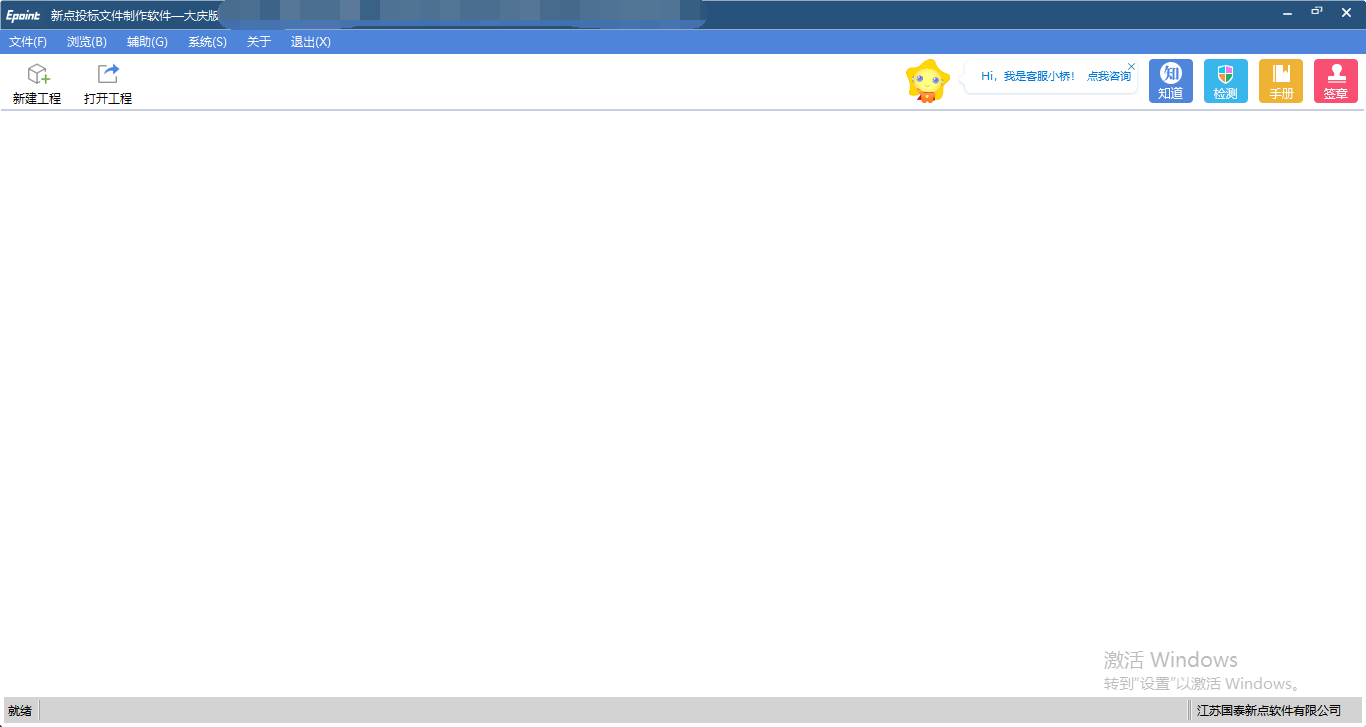 Epoint 新点投标文件制作软件—大庆版
文件(F) 浏览(B) 辅助(G) 系统(S) 关于 退出(X)
新建工程 打开工程
Hi，我是客服小桥！ 点我咨询
知
知道 检测 手册 签章
激活 Windows
转到“设置”以激活 Windows。
就绪 江苏国泰新点软件有限公司